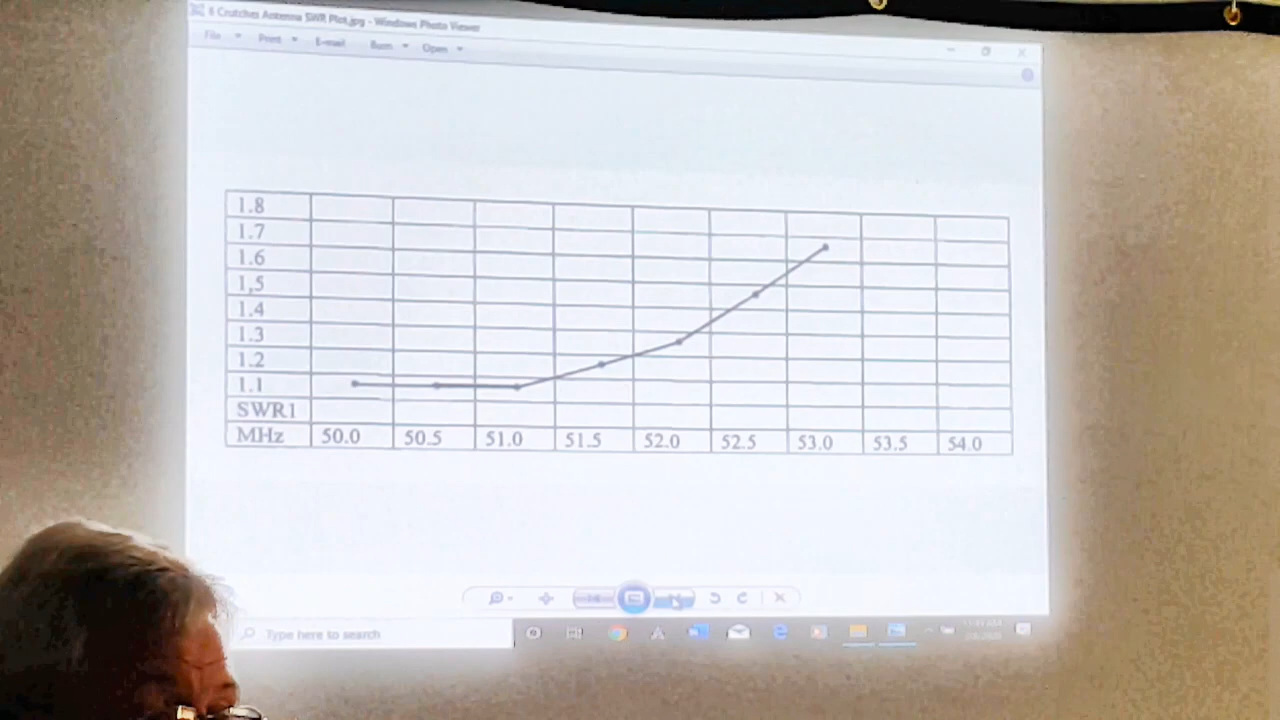 6 Crutches Antenna SWR Plot.jpg - Windows Photo Viewer
File Print E-mail Burn Open
1.8
1.7
1.6
1,5
1.4
1.3
1.2
1.1
SWR1
MHz 50.0 50.5 51.0 51.5 52.0 52.5 53.0 53.5 54.0
Type here to search